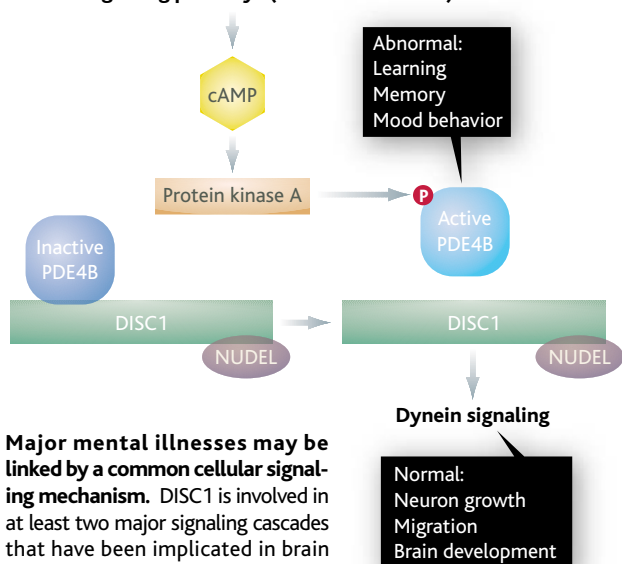 Abnormal:
Learning
Memory
Mood behavior
cAMP
Protein kinase A
P
Active
PDE4B
Inactive
PDE4B
DISC1
NUDEL
DISC1
NUDEL
Dynein signaling
Normal:
Neuron growth
Migration
Brain development
Major mental illnesses may be
linked by a common cellular signal-
ing mechanism. DISC1 is involved in
at least two major signaling cascades
that have been implicated in brain